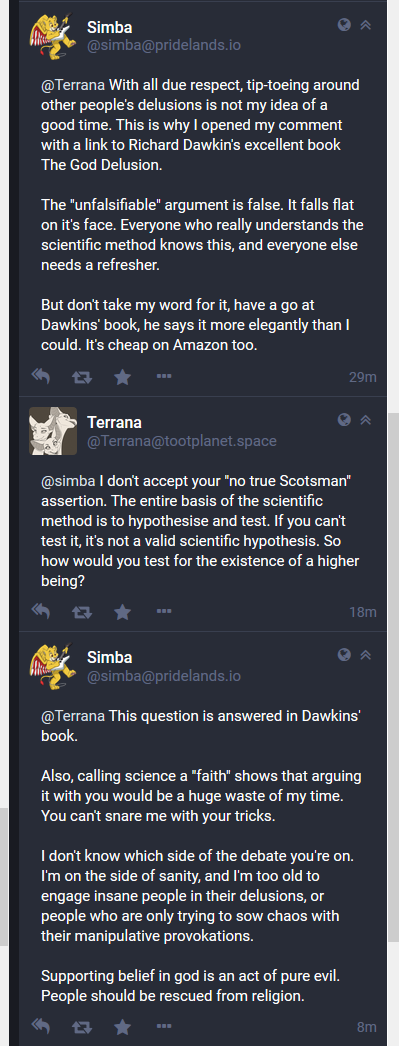 Simba
@simba@pridelands.io
@Terrana With all due respect, tip-toeing around
other people's delusions is not my idea of a
good time. This is why I opened my comment
with a link to Richard Dawkin's excellent book
The God Delusion.
The "unfalsifiable" argument is false. It falls flat
on it's face. Everyone who really understands the
scientific method knows this, and everyone else
needs a refresher.
But don't take my word for it, have a go at
Dawkins' book, he says it more elegantly than I
could. It's cheap on Amazon too.
29m
Terrana
@Terrana@tootplanet.space
@simba I don't accept your "no true Scotsman"
assertion. The entire basis of the scientific
method is to hypothesise and test. If you can't
test it, it's not a valid scientific hypothesis. So
how would you test for the existence of a higher
being?
18m
Simba
@simba@pridelands.io
@Terrana This question is answered in Dawkins'
book.
Also, calling science a "faith" shows that arguing
it with you would be a huge waste of my time.
You can't snare me with your tricks.
I don't know which side of the debate you're on.
I'm on the side of sanity, and I'm too old to
engage insane people in their delusions, or
people who are only trying to sow chaos with
their manipulative provokations.
Supporting belief in god is an act of pure evil.
People should be rescued from religion.
8m